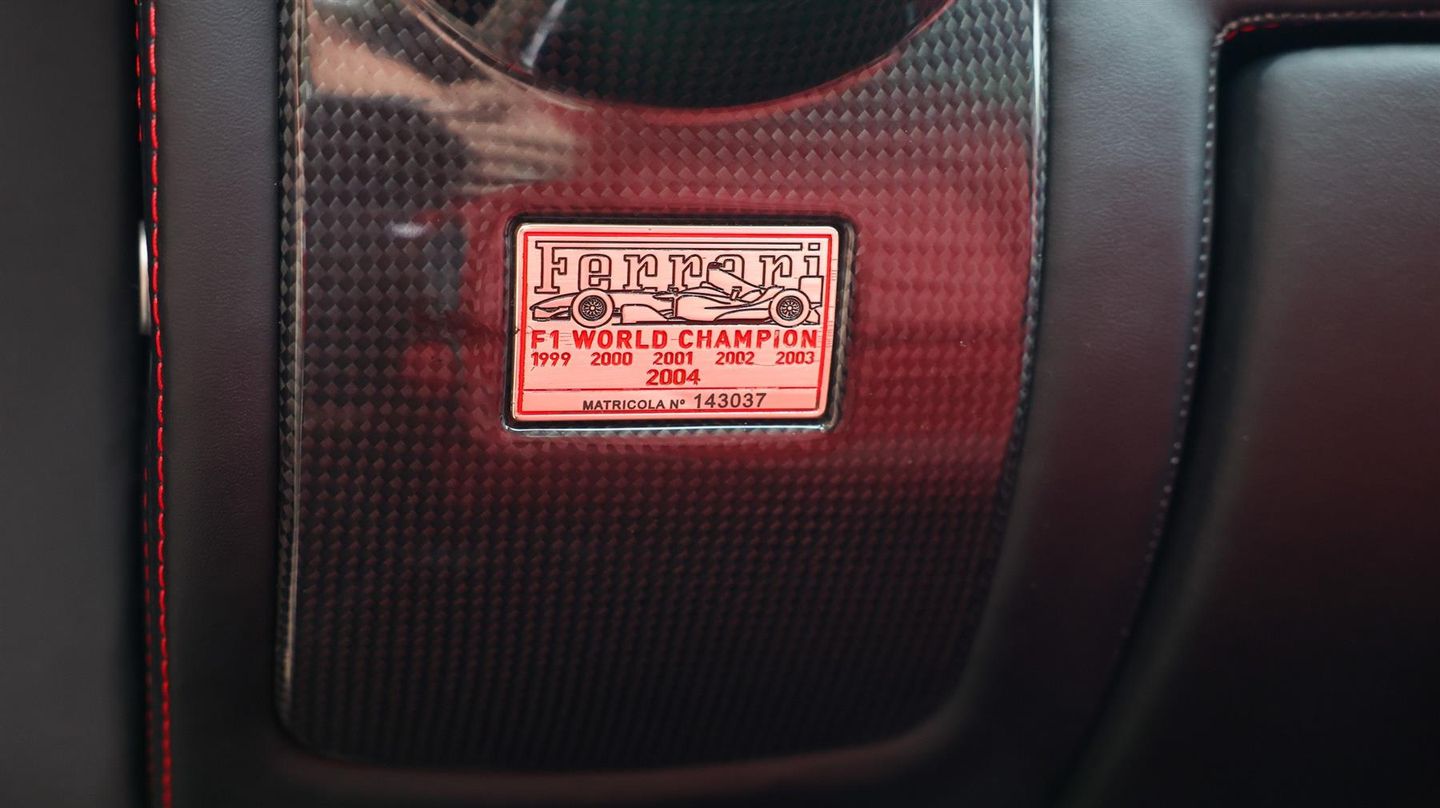 Ferrari
F1 WORLD CHAMPION
1999 2000 2001 2002 2003
2004
MATRICOLA Nº 143037